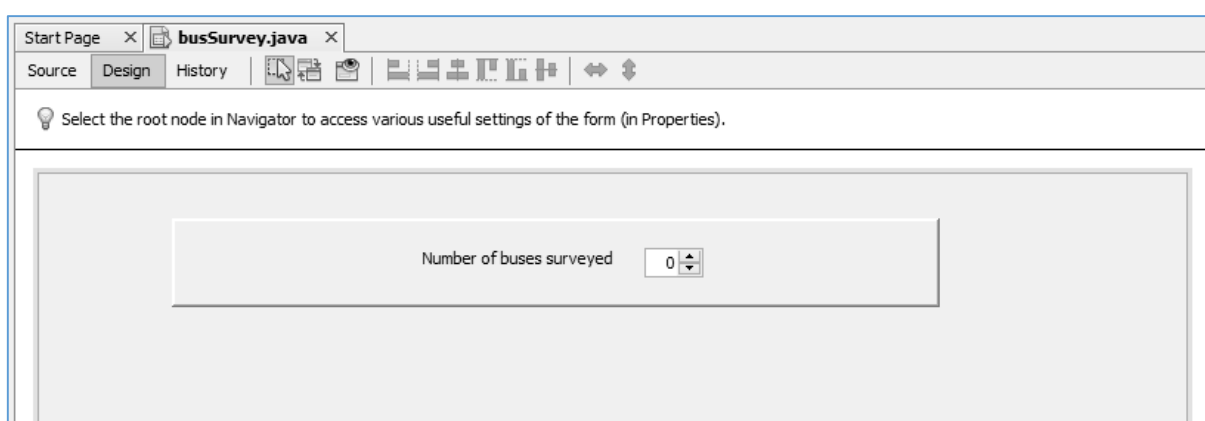 Start Page busSurvey.java
Source Design History
Select the root node in Navigator to access various useful settings of the form (in Properties).
Number of buses surveyed 0